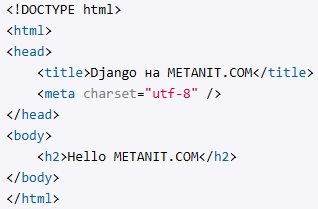 <!DOCTYPE html>
<html>
<head>
    <title>Django на METANIT.COM</title>
    <meta charset="utf-8" />
</head>
<body>
    <h2>Hello METANIT.COM</h2>
</body>
</html>